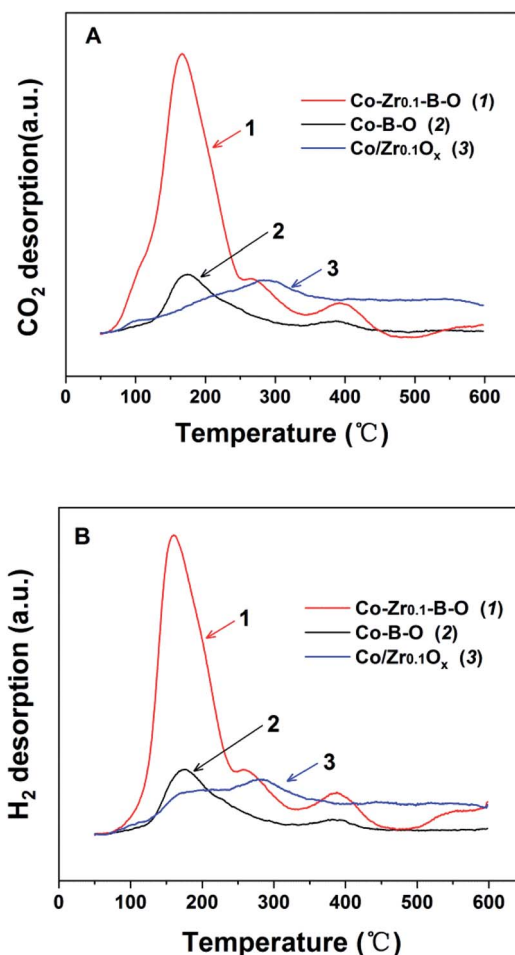 A
Co-Zr0.1-B-O (1)
Co-B-O (2)
Co/Zr0.1Ox (3)
1
2
3
CO2 desorption(a.u.)
0 100 200 300 400 500 600
Temperature (℃)
B
Co-Zr0.1-B-O (1)
Co-B-O (2)
Co/Zr0.1Ox (3)
1
2
3
H2 desorption (a.u.)
0 100 200 300 400 500 600
Temperature (℃)